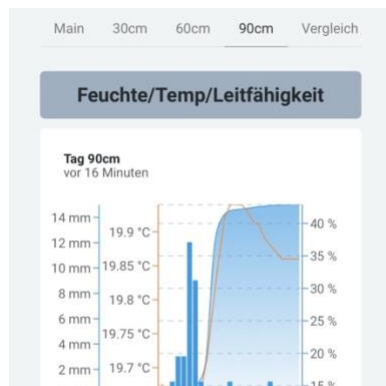 Main 30cm 60cm 90cm Vergleich
Feuchte/Temp/Leitfähigkeit
Tag 90cm
vor 16 Minuten
14 mm
12 mm
10 mm
8 mm
6 mm
4 mm
2 mm
19.9 °C
19.85 °C
19.8 °C
19.75 °C
19.7 °C
40 %
35 %
30 %
25 %
20 %
15 %